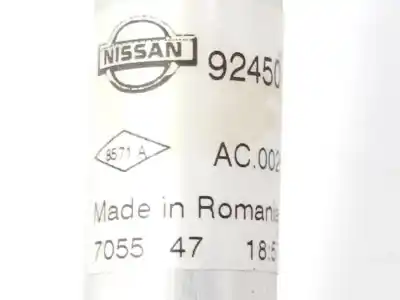 NISSAN 92450
8571 A AC.002
Made in Romania
7055 47 18:5